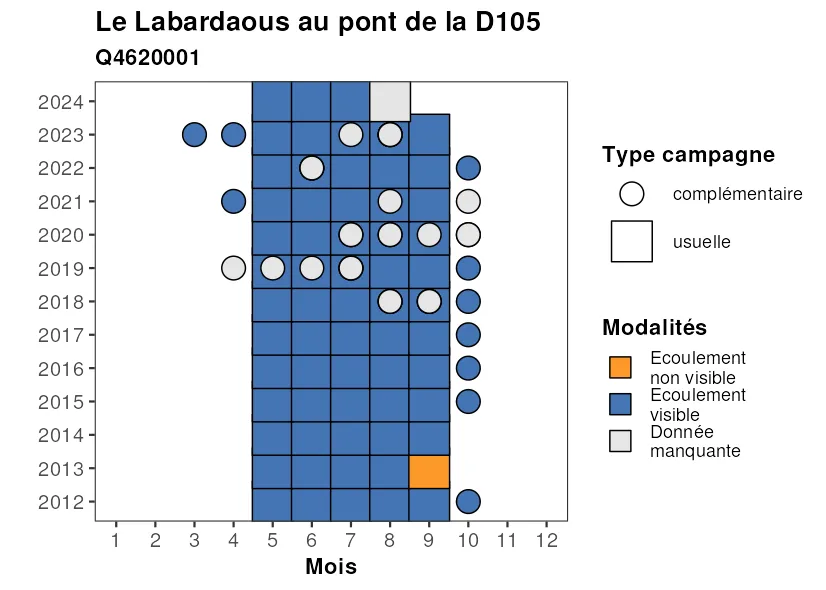 Le Labardaous au pont de la D105
Q4620001
2024
2023
2022
2021
2020
2019
2018
2017
2016
2015
2014
2013
2012
1 2 3 4 5 6 7 8 9 10 11 12
Mois
Type campagne
complémentaire
usuelle
Modalités
Ecoulement
non visible
Ecoulement
visible
Donnée
manquante